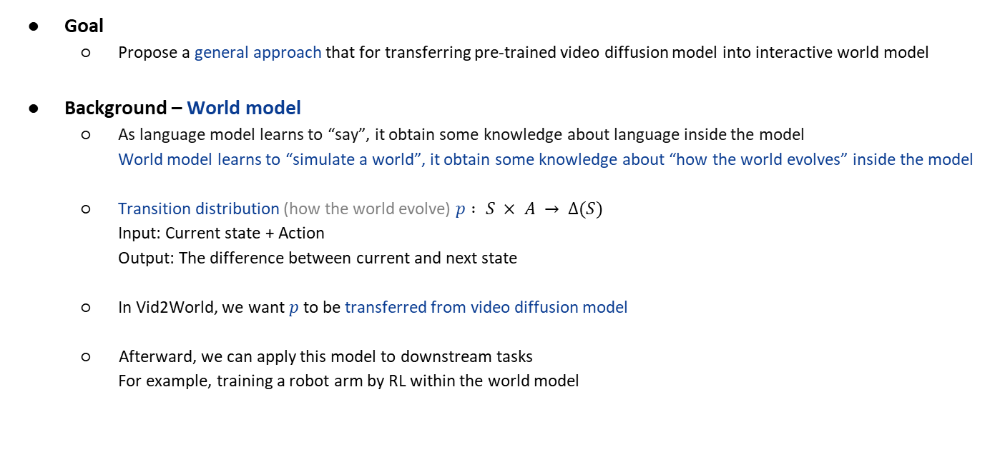 ● Goal
○ Propose a general approach that for transferring pre-trained video diffusion model into interactive world model
● Background – World model
○ As language model learns to “say”, it obtain some knowledge about language inside the model
World model learns to “simulate a world”, it obtain some knowledge about “how the world evolves” inside the model
○ Transition distribution (how the world evolve) p : S × A → Δ(S)
Input: Current state + Action
Output: The difference between current and next state
○ In Vid2World, we want p to be transferred from video diffusion model
○ Afterward, we can apply this model to downstream tasks
For example, training a robot arm by RL within the world model